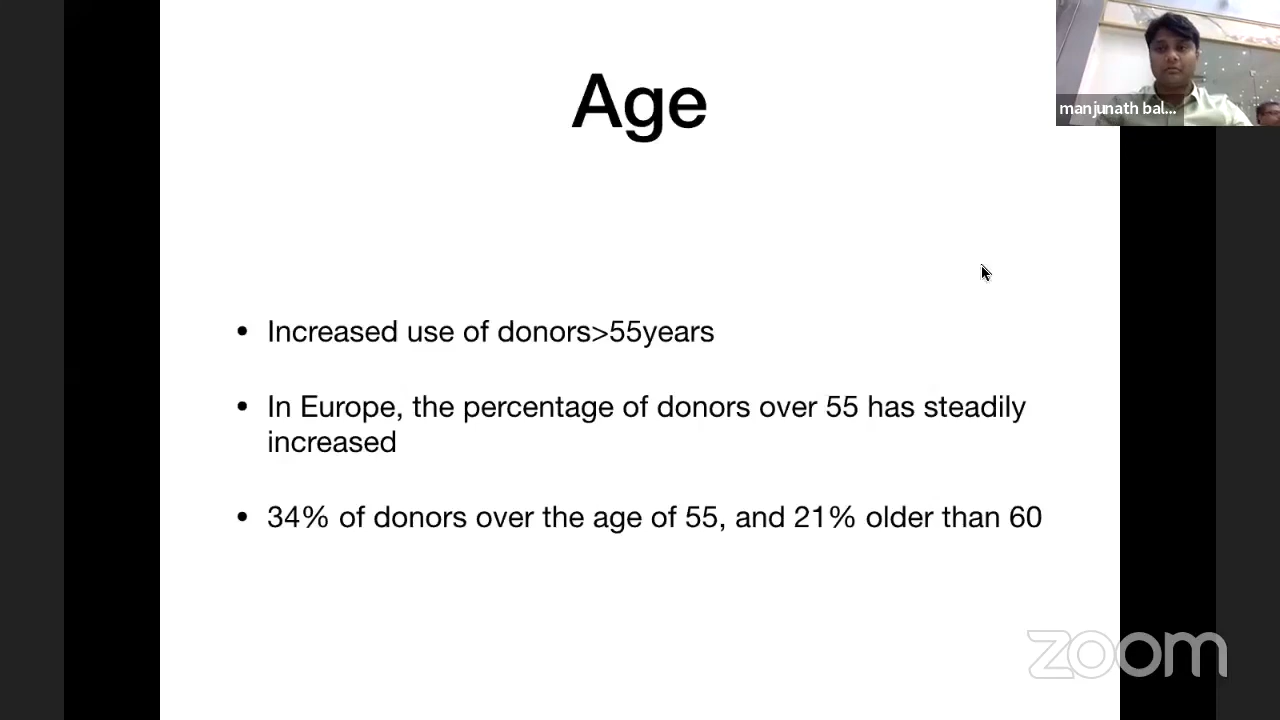 Age
manjunath bal...
• Increased use of donors>55years
• In Europe, the percentage of donors over 55 has steadily
increased
• 34% of donors over the age of 55, and 21% older than 60
zoom